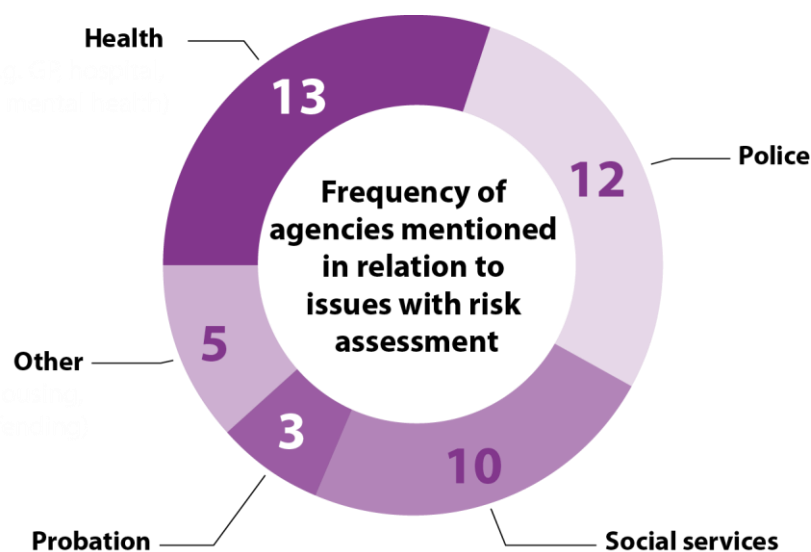 Health
13
Police
12
Frequency of
agencies mentioned
in relation to
issues with risk
assessment
Other
5
3
10
Probation
Social services